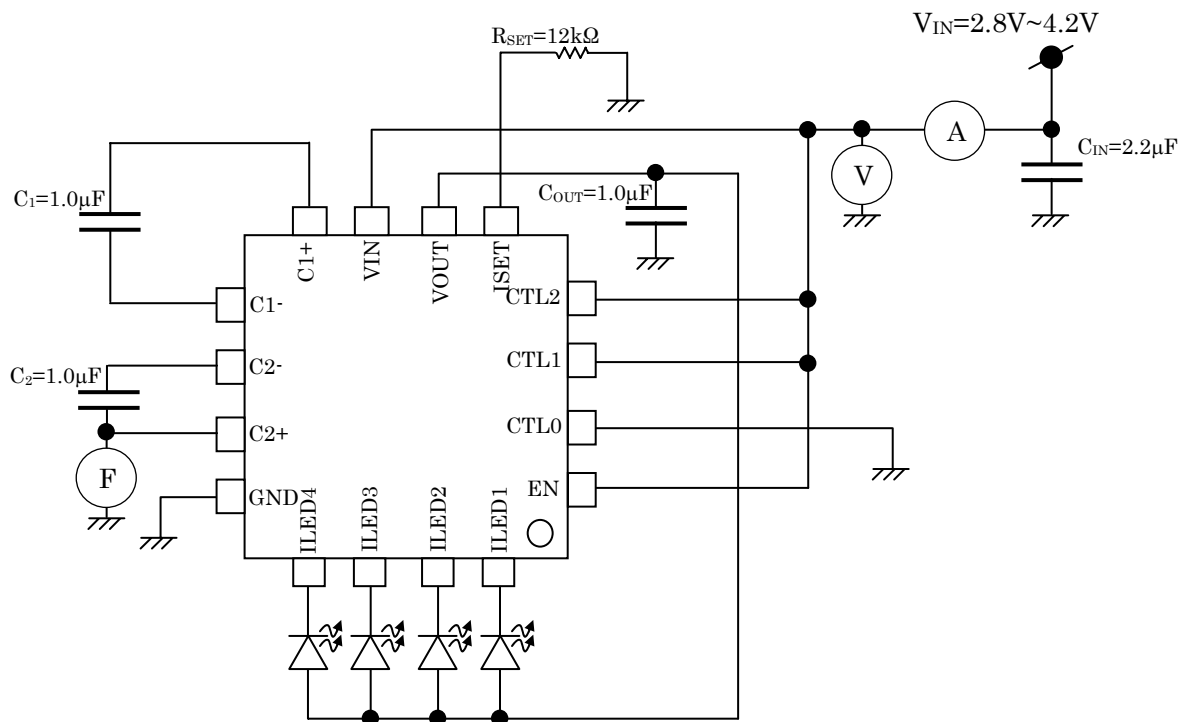 V_IN=2.8V~4.2V
R_SET=12kΩ
A
C_IN=2.2μF
V
C_1=1.0μF
C_OUT=1.0μF
C1+
VIN
VOUT
ISET
C1-
CTL2
C2-
CTL1
C_2=1.0μF
C2+
CTL0
F
GND
EN
ILED4
ILED3
ILED2
ILED1